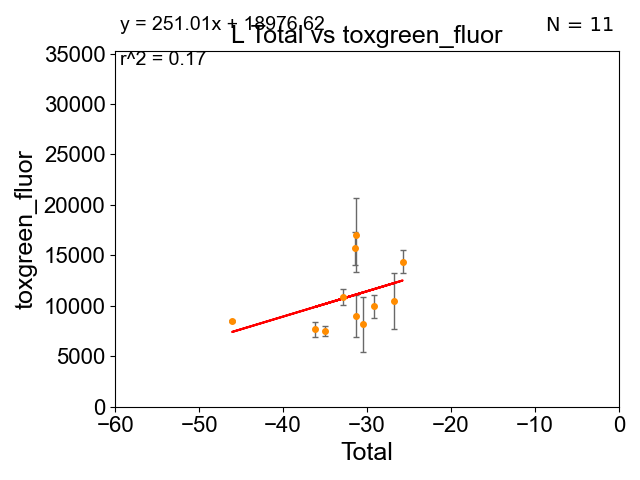 y = 251.01x + 18976.62
N = 11
L Total vs toxgreen_fluor
r^2 = 0.17
35000
30000
25000
20000
15000
10000
5000
0
toxgreen_fluor
−60 −50 −40 −30 −20 −10 0
Total